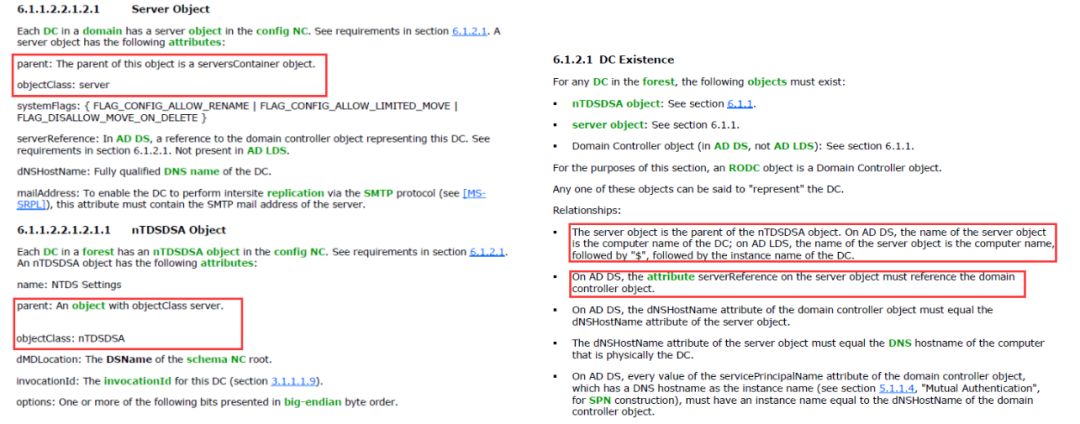 6.1.1.2.2.1.2.1 Server Object
Each DC in a domain has a server object in the config NC. See requirements in section 6.1.2.1. A
server object has the following attributes:
parent: The parent of this object is a serversContainer object.
objectClass: server
systemFlags: { FLAG_CONFIG_ALLOW_RENAME | FLAG_CONFIG_ALLOW_LIMITED_MOVE |
FLAG_DISALLOW_MOVE_ON_DELETE }
serverReference: In AD DS, a reference to the domain controller object representing this DC. See
requirements in section 6.1.2.1. Not present in AD LDS.
dNSHostName: Fully qualified DNS name of the DC.
mailAddress: To enable the DC to perform intersite replication via the SMTP protocol (see [MS-
SRPL]), this attribute must contain the SMTP mail address of the server.
6.1.1.2.2.1.2.1.1 nTDSDSA Object
Each DC in a forest has an nTDSDSA object in the config NC. See requirements in section 6.1.2.1.
An nTDSDSA object has the following attributes:
name: NTDS Settings
parent: An object with objectClass server.
objectClass: nTDSDSA
dMDLocation: The DSName of the schema NC root.
invocationId: The invocationId for this DC (section 3.1.1.1.9).
options: One or more of the following bits presented in big-endian byte order.
6.1.2.1 DC Existence
For any DC in the forest, the following objects must exist:
▪ nTDSDSA object: See section 6.1.1.
▪ server object: See section 6.1.1.
▪ Domain Controller object (in AD DS, not AD LDS): See section 6.1.1.
For the purposes of this section, an RODC object is a Domain Controller object.
Any one of these objects can be said to "represent" the DC.
Relationships:
▪ The server object is the parent of the nTDSDSA object. On AD DS, the name of the server object
is the computer name of the DC; on AD LDS, the name of the server object is the computer name,
followed by "$", followed by the instance name of the DC.
▪ On AD DS, the attribute serverReference on the server object must reference the domain
controller object.
▪ On AD DS, the dNSHostName attribute of the domain controller object must equal the
dNSHostName attribute of the server object.
▪ The dNSHostName attribute of the server object must equal the DNS hostname of the computer
that is physically the DC.
▪ On AD DS, every value of the servicePrincipalName attribute of the domain controller object,
which has a DNS hostname as the instance name (see section 5.1.1.4, "Mutual Authentication",
for SPN construction), must have an instance name equal to the dNSHostName of the domain
controller object.